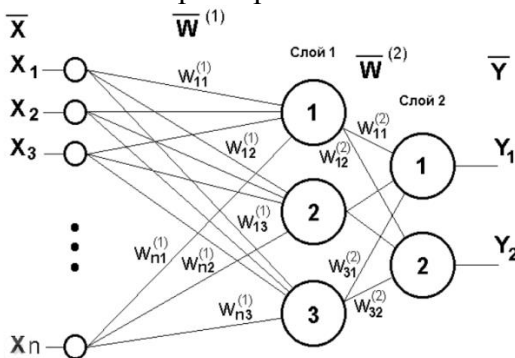 X̅ W̅⁽¹⁾ Слой 1 W̅⁽²⁾ Слой 2 Y̅
X₁
X₂
X₃
Xn
W₁₁⁽¹⁾
W₁₂⁽¹⁾
W₁₃⁽¹⁾
Wₙ₁⁽¹⁾
Wₙ₂⁽¹⁾
Wₙ₃⁽¹⁾
1
2
3
W₁₁⁽²⁾
W₁₂⁽²⁾
W₃₁⁽²⁾
W₃₂⁽²⁾
1
2
Y₁
Y₂